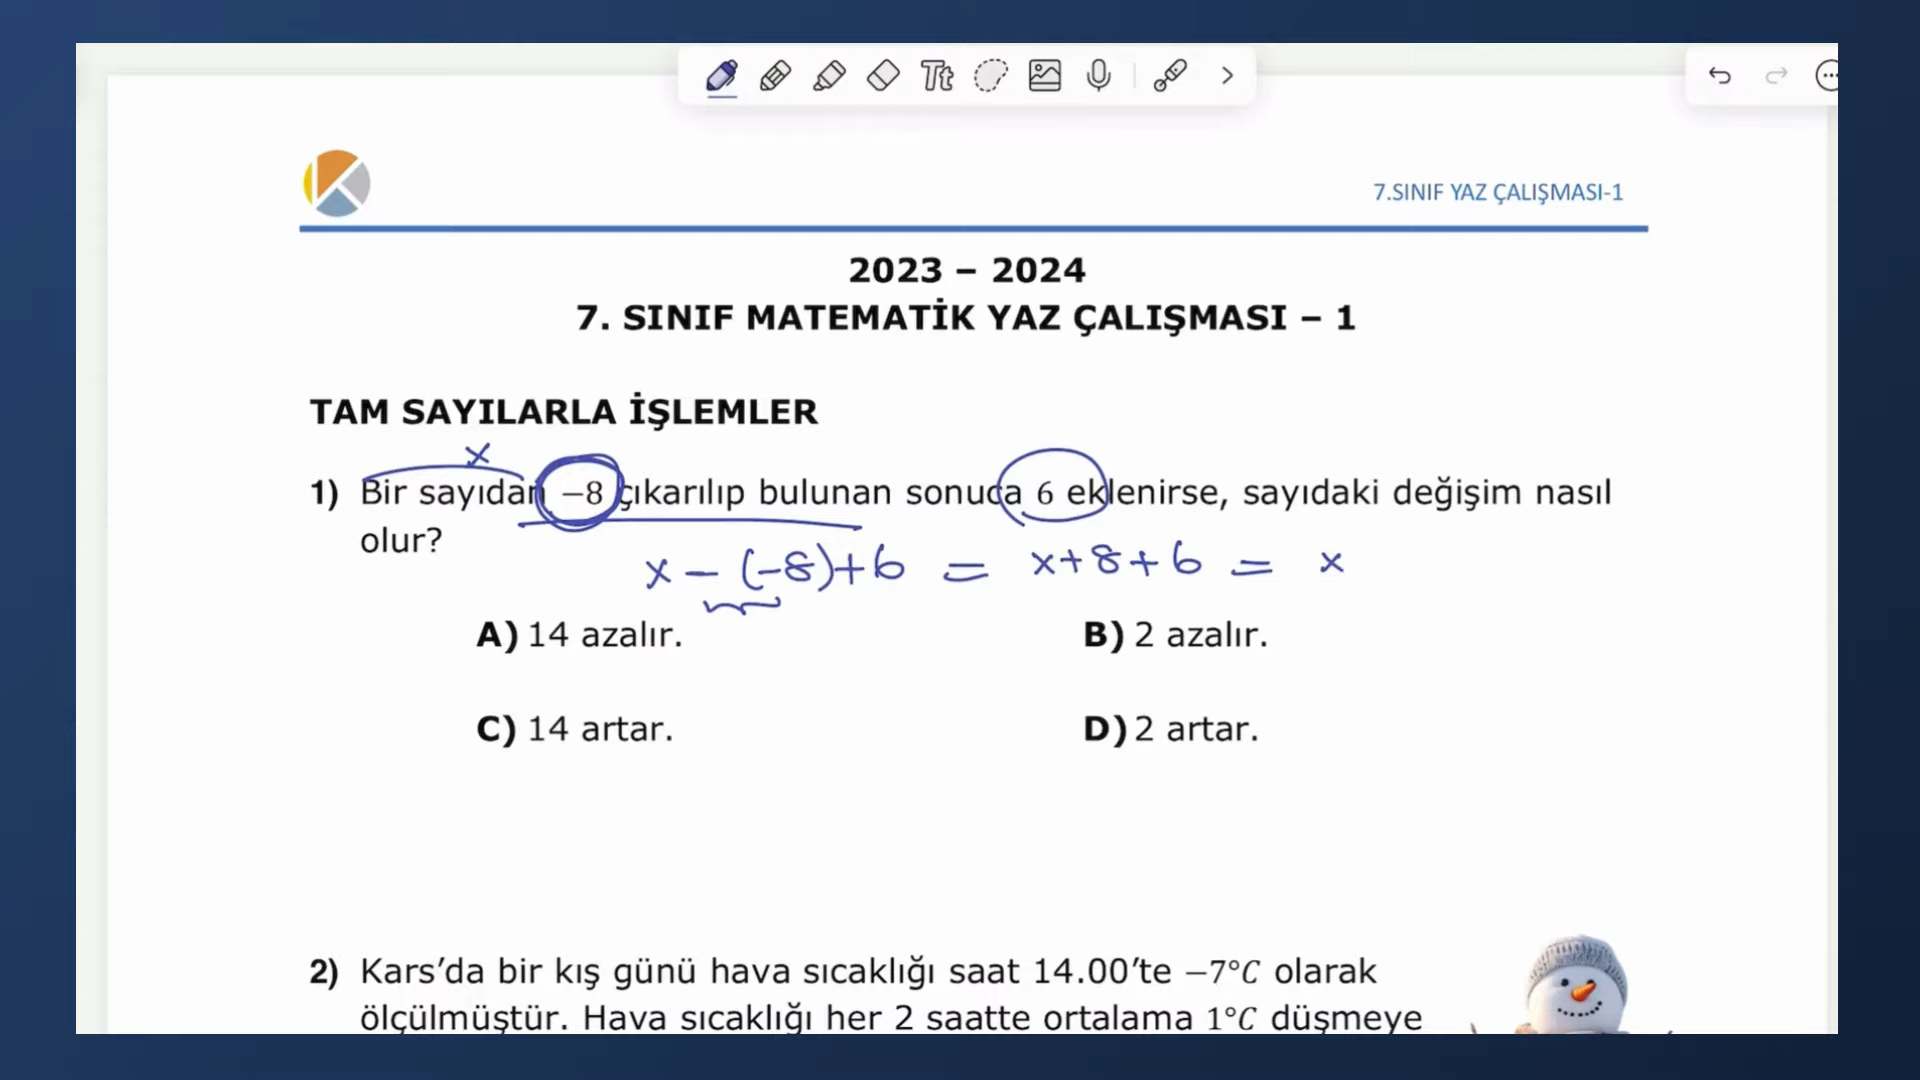 Tt
7.SINIF YAZ ÇALIŞMASI-1
2023 – 2024
7. SINIF MATEMATİK YAZ ÇALIŞMASI – 1
TAM SAYILARLA İŞLEMLER
x
1) Bir sayıdan −8 çıkarılıp bulunan sonuca 6 eklenirse, sayıdaki değişim nasıl
olur?
x − (−8) + 6 = x + 8 + 6 = x
A) 14 azalır. B) 2 azalır.
C) 14 artar. D) 2 artar.
2) Kars’da bir kış günü hava sıcaklığı saat 14.00’te −7°C olarak
ölçülmüştür. Hava sıcaklığı her 2 saatte ortalama 1°C düşmeye